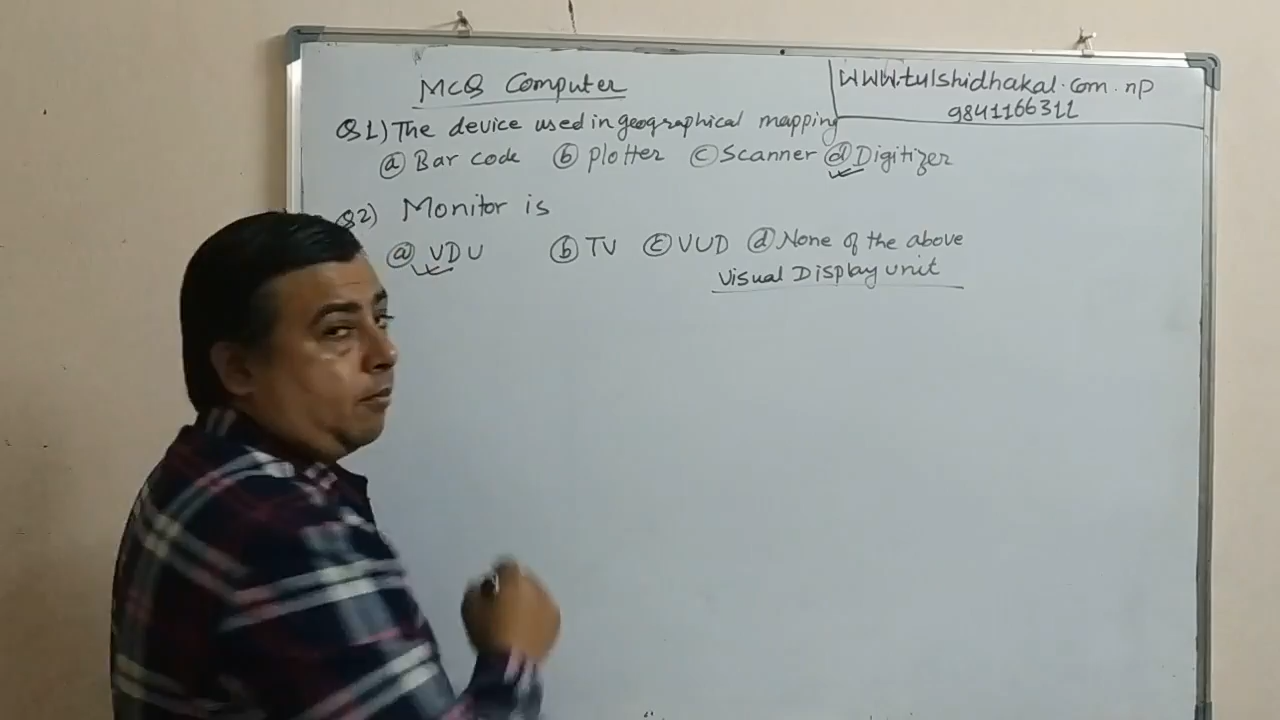 MCQ Computer
www.tulshidhakal.com.np
9841166311
Q1) The device used in geographical mapping
(a) Bar code (b) plotter (c) Scanner (d) Digitizer
Q2) Monitor is
(a) VDU (b) TV (c) VUD (d) None of the above
Visual Display unit